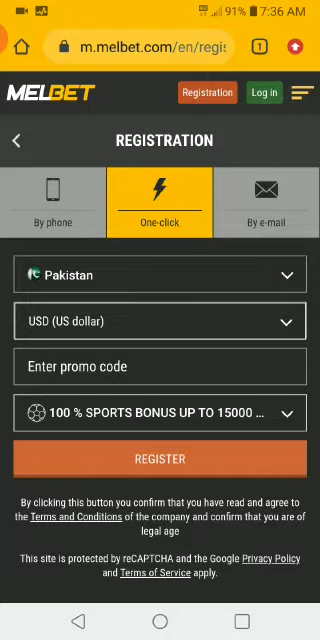 91% 7:36 AM
m.melbet.com/en/regis
1
MELBET
Registration
Log in
REGISTRATION
By phone
One-click
By e-mail
Pakistan
USD (US dollar)
Enter promo code
100 % SPORTS BONUS UP TO 15000 ...
REGISTER
By clicking this button you confirm that you have read and agree to
the Terms and Conditions of the company and confirm that you are of
legal age
This site is protected by reCAPTCHA and the Google Privacy Policy
and Terms of Service apply.